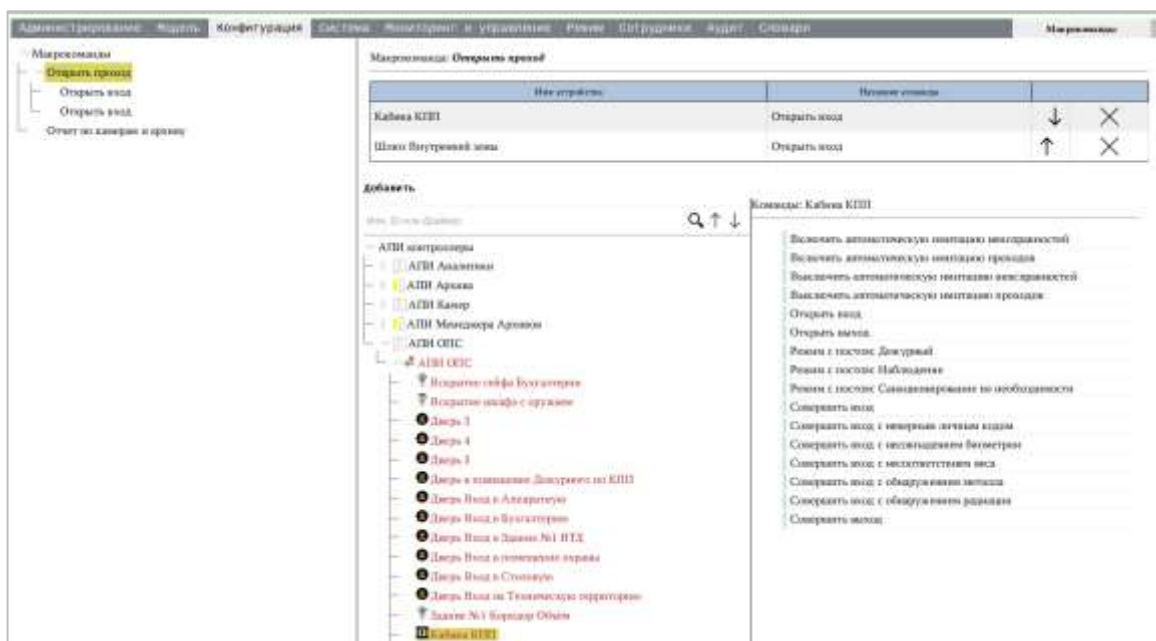 Администрирование Модель Конфигурация Система Мониторинг и управление Режим Сотрудники Аудит Словари Макрокоманды
Макрокоманды
Открыть проход
Открыть вход
Открыть вход
Отчет по камерам и архиву
Макрокоманда: Открыть проход
Имя устройства Название команды
Кабина КПП Открыть вход
Шлюз Внутренней зоны Открыть вход
Добавить
АПИ контроллеры
АПИ Аналитики
АПИ Архива
АПИ Камер
АПИ Менеджера Архивов
АПИ ОПС
АПИ ОПС
Вскрытие сейфа Бухгалтерии
Вскрытие шкафа с оружием
Дверь 3
Дверь 4
Дверь 5
Дверь в помещение Дежурного по КПП
Дверь Вход в Аппаратную
Дверь Вход в Бухгалтерию
Дверь Вход в Здание №1 ИТХ
Дверь Вход в помещение охраны
Дверь Вход в Столовую
Дверь Вход на Техническую территорию
Здание №1 Коридор Объем
Кабина КПП
Команды: Кабина КПП
Включить автоматическую имитацию неисправностей
Включить автоматическую имитацию проходов
Выключить автоматическую имитацию неисправностей
Выключить автоматическую имитацию проходов
Открыть вход
Открыть выход
Режим с постом: Дежурный
Режим с постом: Наблюдение
Режим с постом: Санкционирование по необходимости
Совершить вход
Совершить вход с неверным личным кодом
Совершить вход с несовпадением биометрии
Совершить вход с несоответствием веса
Совершить вход с обнаружением металла
Совершить вход с обнаружением радиации
Совершить выход